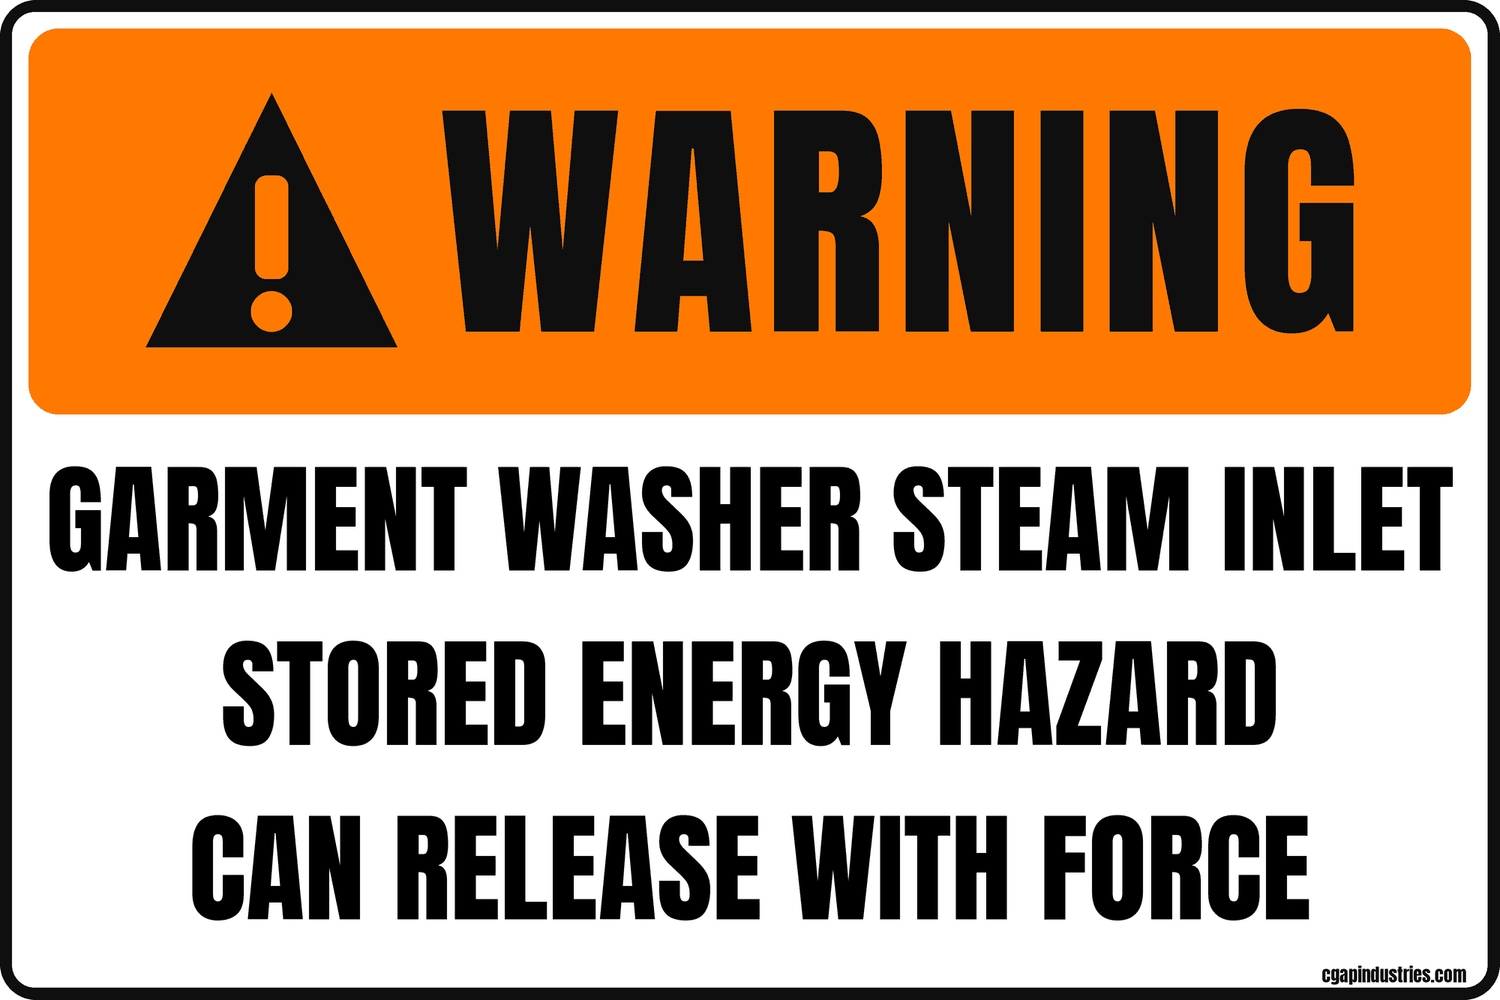 WARNING
GARMENT WASHER STEAM INLET
STORED ENERGY HAZARD
CAN RELEASE WITH FORCE
cgapindustries.com